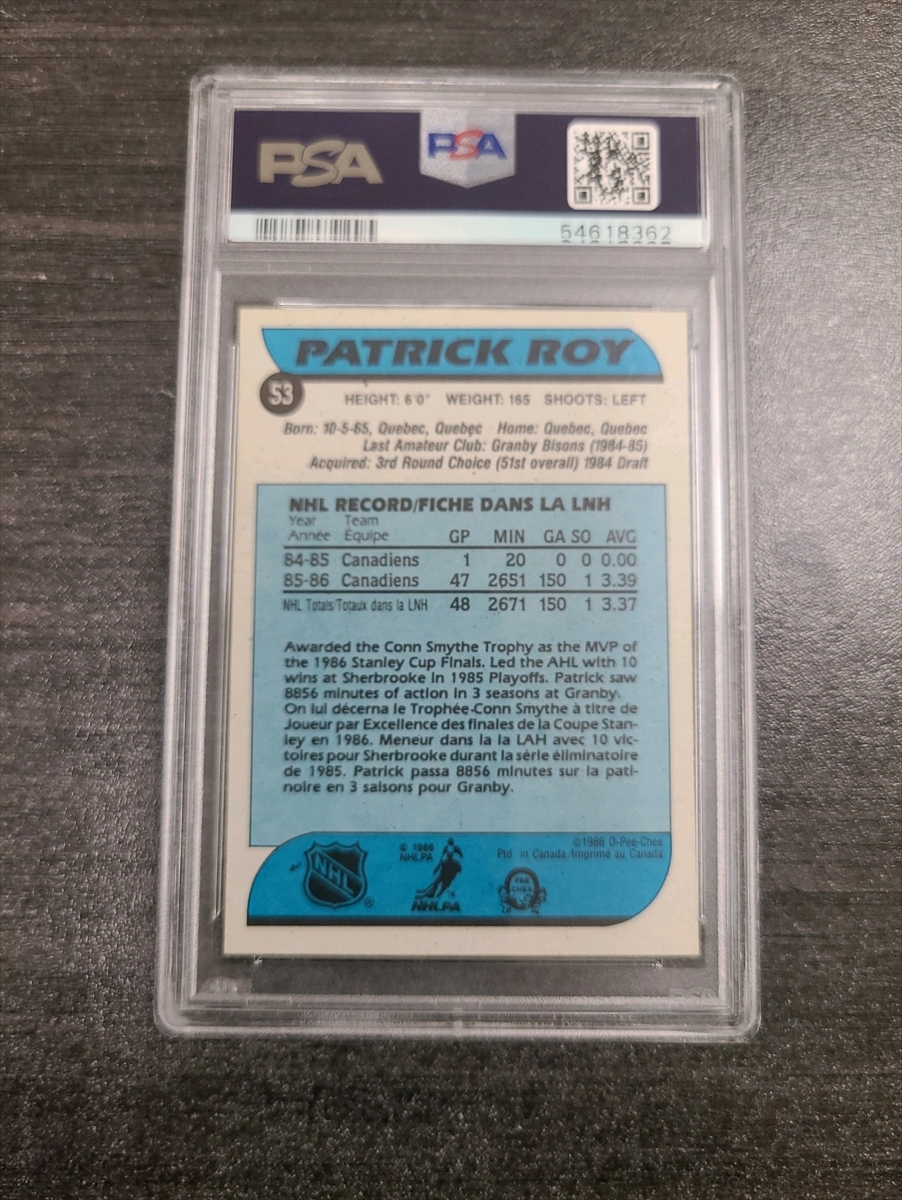 PSA PSA
54618362
PATRICK ROY
53
HEIGHT: 6'0" WEIGHT: 165 SHOOTS: LEFT
Born: 10-5-65, Quebec, Quebec Home: Quebec, Quebec
Last Amateur Club: Granby Bisons (1984-85)
Acquired: 3rd Round Choice (51st overall) 1984 Draft
NHL RECORD/FICHE DANS LA LNH
Year Team
Année Équipe GP MIN GA SO AVG
84-85 Canadiens 1 20 0 0 0.00
85-86 Canadiens 47 2651 150 1 3.39
NHL Totals/Totaux dans la LNH 48 2671 150 1 3.37
Awarded the Conn Smythe Trophy as the MVP of
the 1986 Stanley Cup Finals. Led the AHL with 10
wins at Sherbrooke in 1985 Playoffs. Patrick saw
8856 minutes of action in 3 seasons at Granby.
On lui décerna le Trophée-Conn Smythe à titre de
Joueur par Excellence des finales de la Coupe Stan-
ley en 1986. Meneur dans la la LAH avec 10 vic-
toires pour Sherbrooke durant la série éliminatoire
de 1985. Patrick passa 8856 minutes sur la pati-
noire en 3 saisons pour Granby.
©1986 O-Pee-Chee
Ptd. in Canada/Imprimé au Canada
© 1986
NHLPA
NHL ®
NHLPA
O PEE CHEE